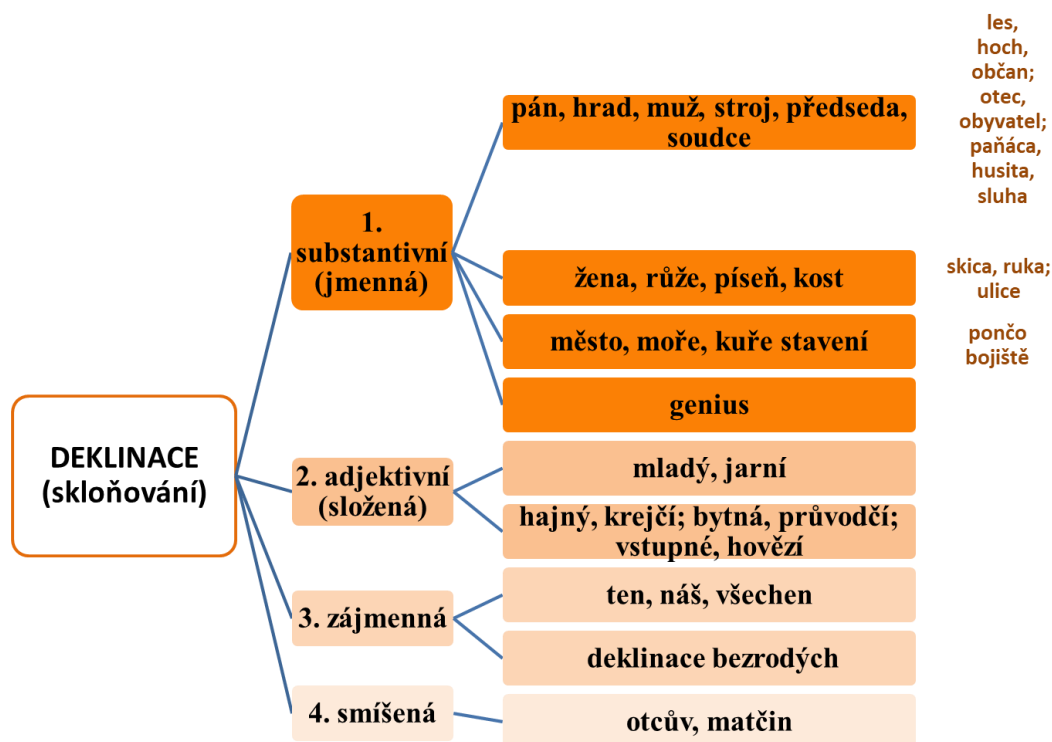 DEKLINACE
(skloňování)
1.
substantivní
(jmenná)
pán, hrad, muž, stroj, předseda,
soudce
les,
hoch,
občan;
otec,
obyvatel;
paňáca,
husita,
sluha
žena, růže, píseň, kost
skica, ruka;
ulice
město, moře, kuře stavení
pončo
bojiště
genius
2. adjektivní
(složená)
mladý, jarní
hajný, krejčí; bytná, průvodčí;
vstupné, hovězí
3. zájmenná
ten, náš, všechen
deklinace bezrodých
4. smíšená
otcův, matčin